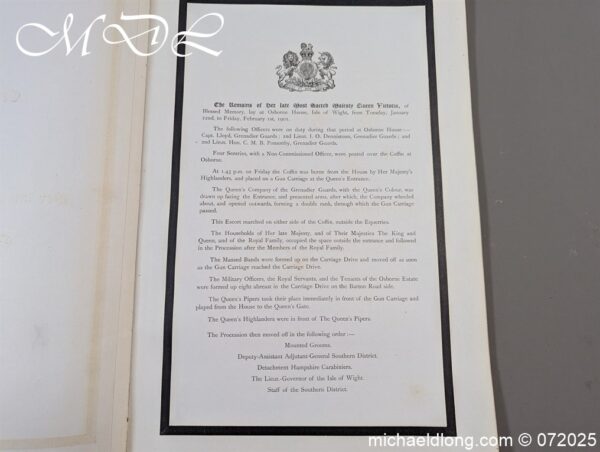 MDL
The Remains of Her late Most Sacred Majesty Queen Victoria, of
Blessed Memory, lay at Osborne House, Isle of Wight, from Tuesday, January
22nd, to Friday, February 1st, 1901.
The following Officers were on duty during that period at Osborne House:—
Capt. Lloyd, Grenadier Guards; and Lieut. I. O. Dennistoun, Grenadier Guards; and
2nd Lieut. Hon. C. M. B. Ponsonby, Grenadier Guards.
Four Sentries, with a Non-Commissioned Officer, were posted over the Coffin at
Osborne.
At 1.45 p.m. on Friday the Coffin was borne from the House by Her Majesty's
Highlanders, and placed on a Gun Carriage at the Queen's Entrance.
The Queen's Company of the Grenadier Guards, with the Queen's Colour, was
drawn up facing the Entrance, and presented arms, after which, the Company wheeled
about, and opened outwards, forming a double rank, through which the Gun Carriage
passed.
This Escort marched on either side of the Coffin, outside the Equerries.
The Households of Her late Majesty, and of Their Majesties The King and
Queen, and of the Royal Family, occupied the space outside the entrance and followed
in the Procession after the Members of the Royal Family.
The Massed Bands were formed up on the Carriage Drive and moved off as soon
as the Gun Carriage reached the Carriage Drive.
The Military Officers, the Royal Servants, and the Tenants of the Osborne Estate
were formed up eight abreast in the Carriage Drive on the Barton Road side.
The Queen's Pipers took their place immediately in front of the Gun Carriage and
played from the House to the Queen's Gate.
The Queen's Highlanders were in front of The Queen's Pipers.
The Procession then moved off in the following order:—
Mounted Grooms.
Deputy-Assistant Adjutant-General Southern District.
Detachment Hampshire Carabiniers.
The Lieut.-Governor of the Isle of Wight.
Staff of the Southern District.
michaeldlong.com © 072025